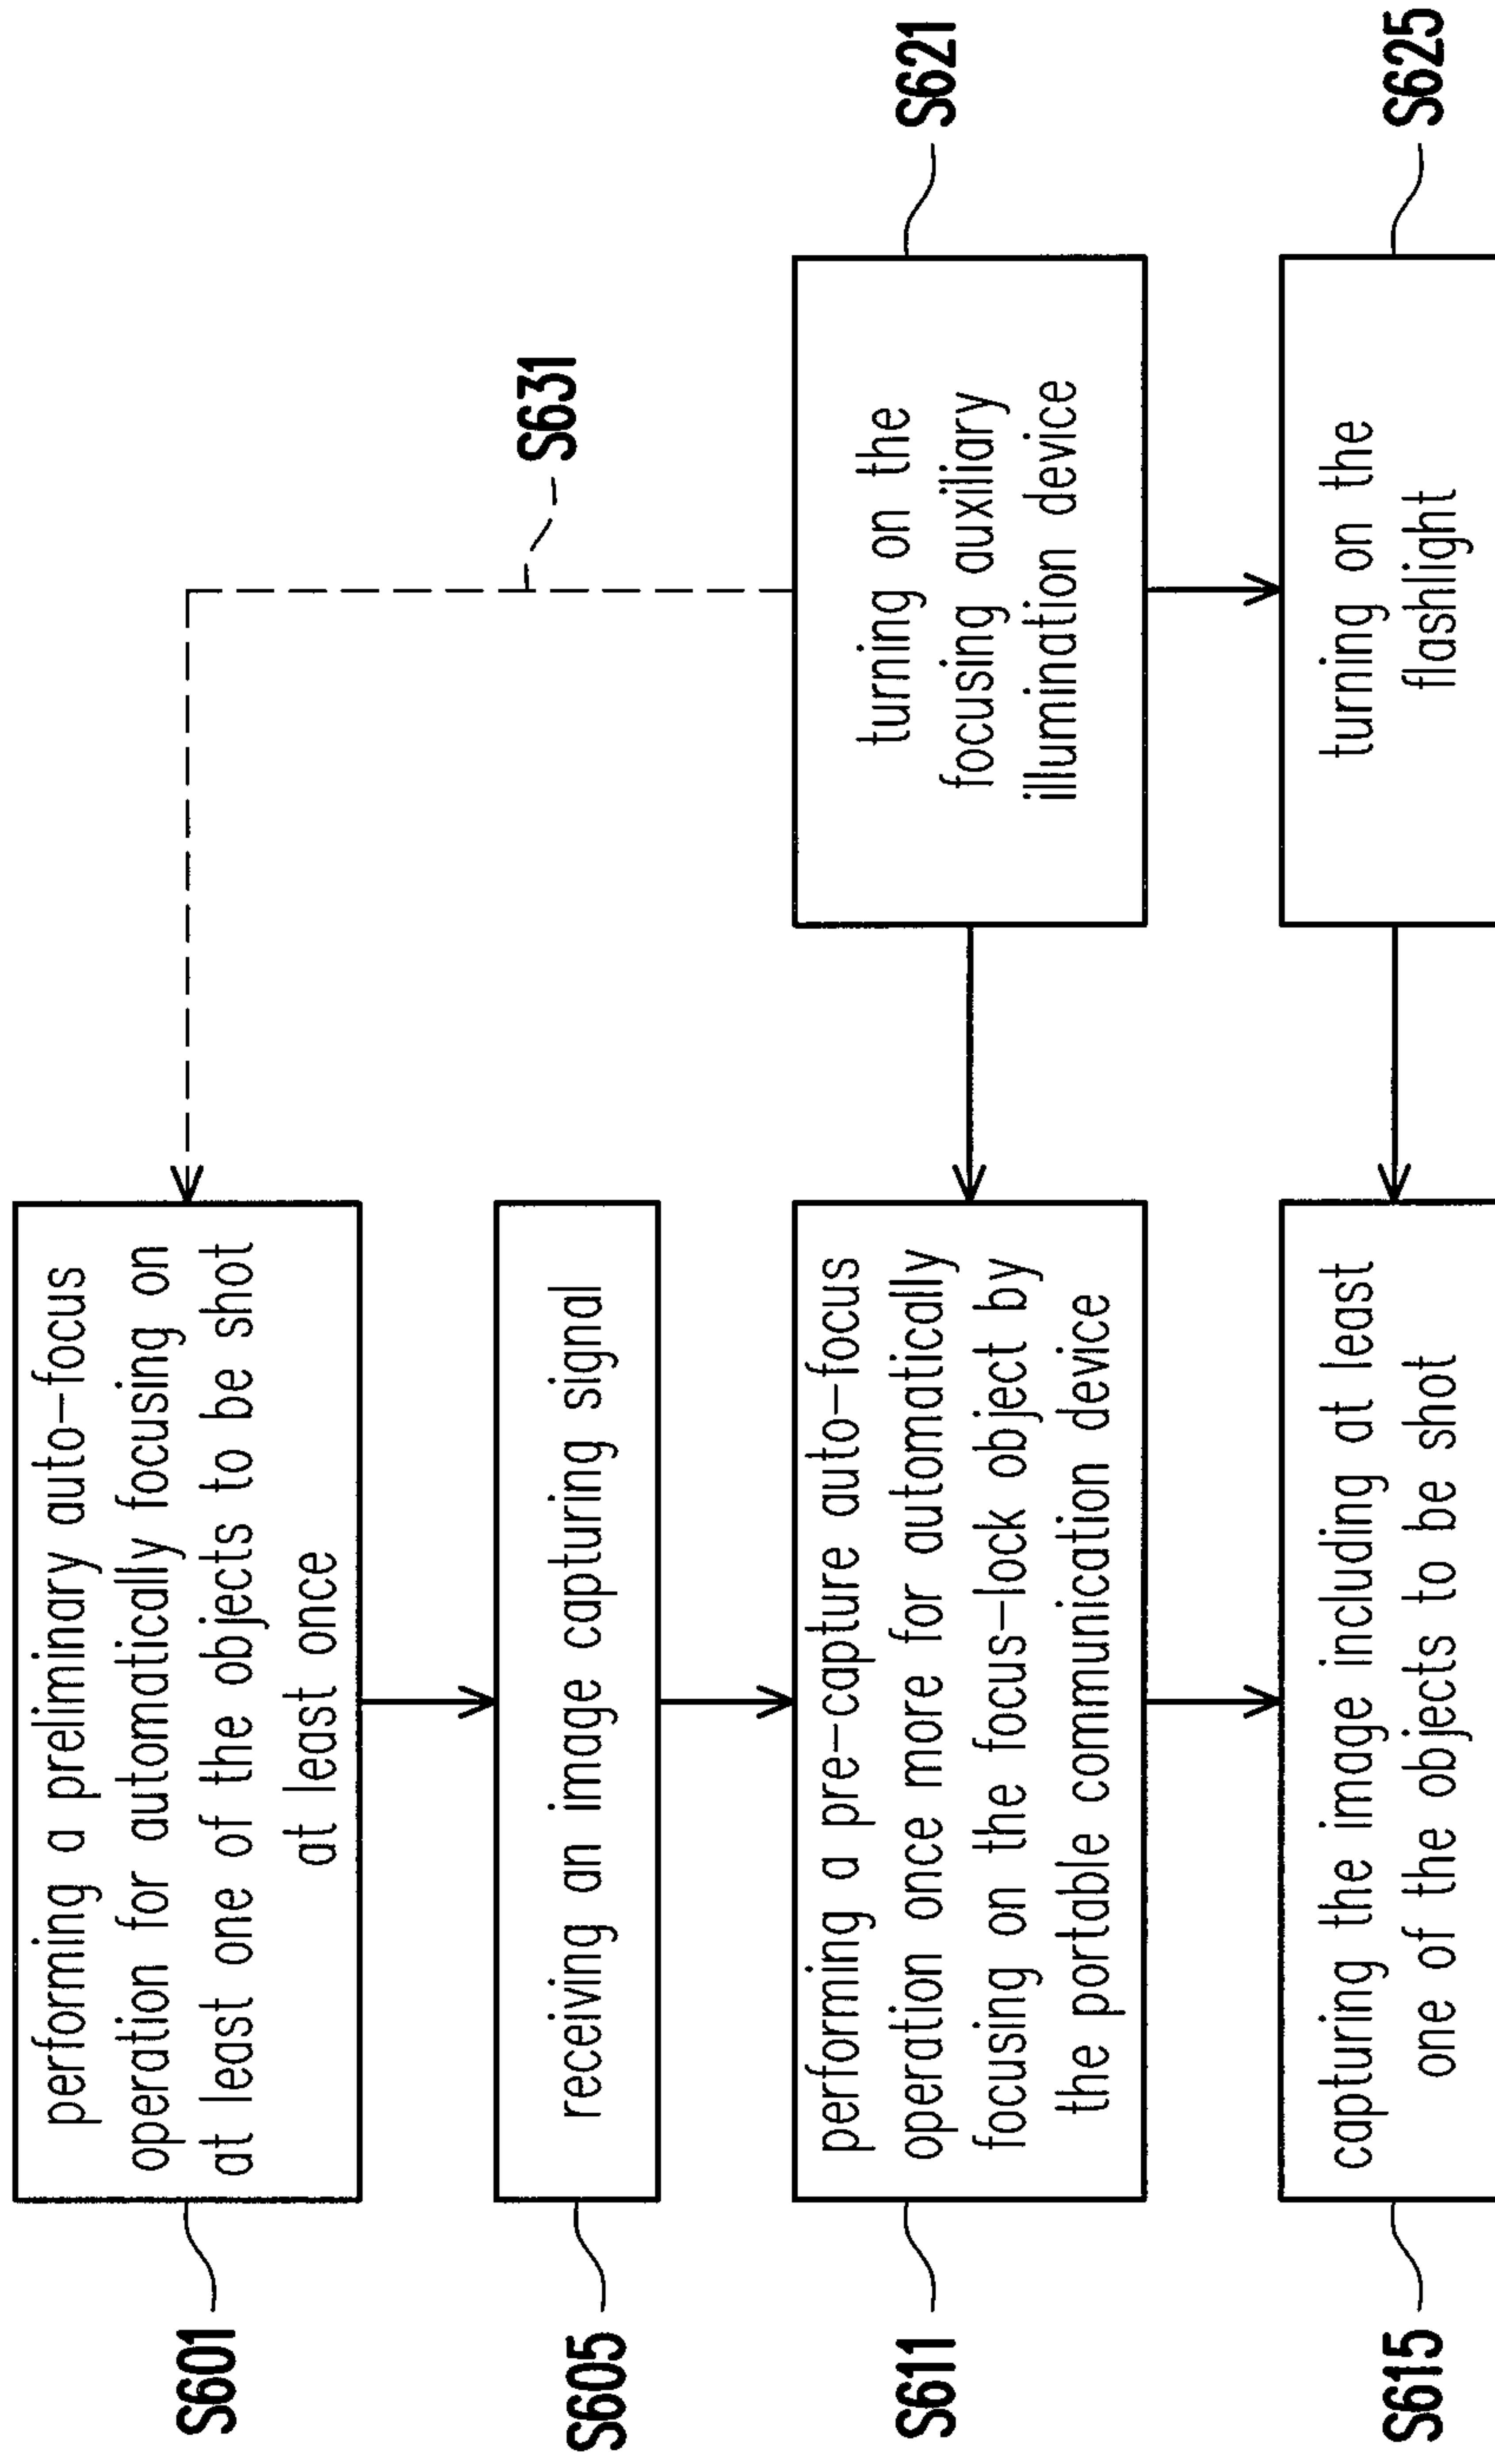 S601
performing a preliminary auto-focus
operation for automatically focusing on
at least one of the objects to be shot
at least once
S631
S605
receiving an image capturing signal
S611
performing a pre-capture auto-focus
operation once more for automatically
focusing on the focus-lock object by
the portable communication device
turning on the
focusing auxiliary
illumination device
S621
S615
capturing the image including at least
one of the objects to be shot
turning on the
flashlight
S625